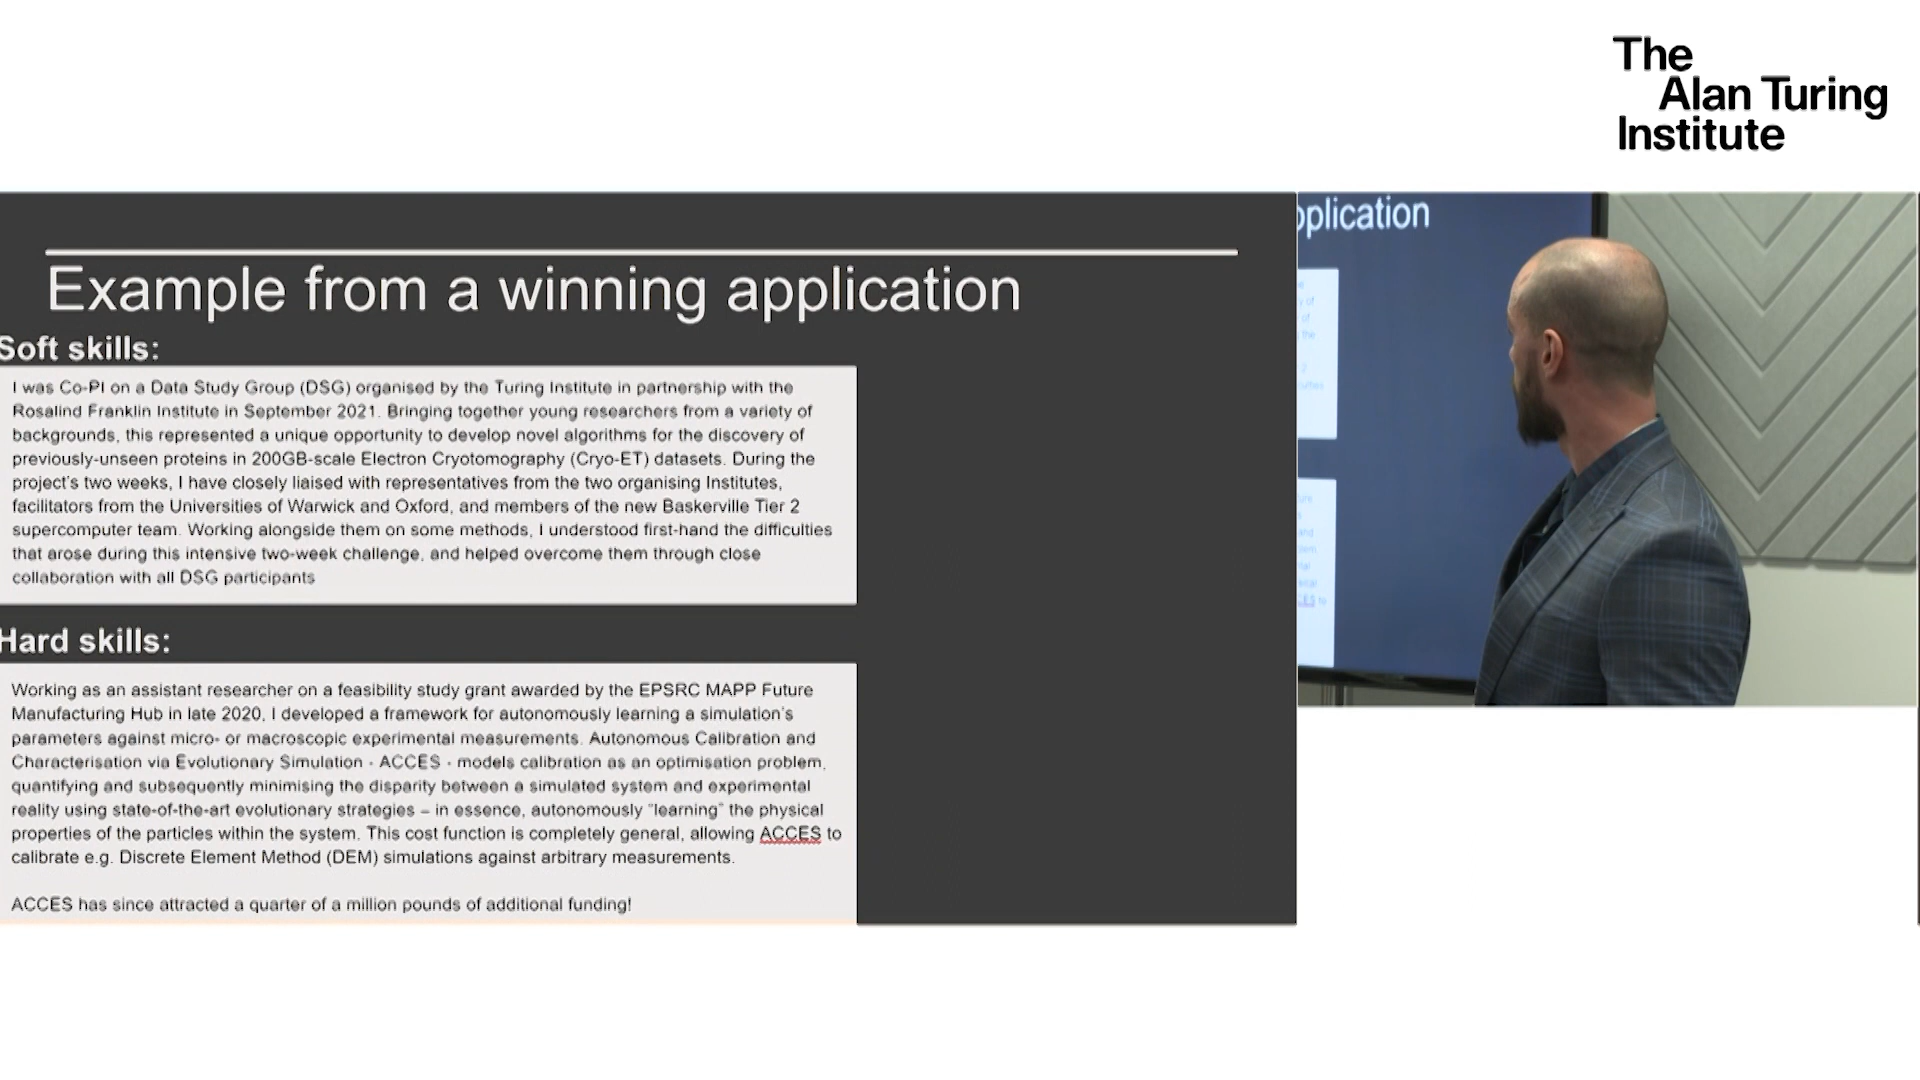 The
Alan Turing
Institute
Example from a winning application
Soft skills:
I was Co-PI on a Data Study Group (DSG) organised by the Turing Institute in partnership with the
Rosalind Franklin Institute in September 2021. Bringing together young researchers from a variety of
backgrounds, this represented a unique opportunity to develop novel algorithms for the discovery of
previously-unseen proteins in 200GB-scale Electron Cryotomography (Cryo-ET) datasets. During the
project's two weeks, I have closely liaised with representatives from the two organising Institutes,
facilitators from the Universities of Warwick and Oxford, and members of the new Baskerville Tier 2
supercomputer team. Working alongside them on some methods, I understood first-hand the difficulties
that arose during this intensive two-week challenge, and helped overcome them through close
collaboration with all DSG participants
Hard skills:
Working as an assistant researcher on a feasibility study grant awarded by the EPSRC MAPP Future
Manufacturing Hub in late 2020, I developed a framework for autonomously learning a simulation's
parameters against micro- or macroscopic experimental measurements. Autonomous Calibration and
Characterisation via Evolutionary Simulation - ACCES - models calibration as an optimisation problem,
quantifying and subsequently minimising the disparity between a simulated system and experimental
reality using state-of-the-art evolutionary strategies – in essence, autonomously "learning" the physical
properties of the particles within the system. This cost function is completely general, allowing ACCES to
calibrate e.g. Discrete Element Method (DEM) simulations against arbitrary measurements.
ACCES has since attracted a quarter of a million pounds of additional funding!
pplication
of
of
the
2
and
to